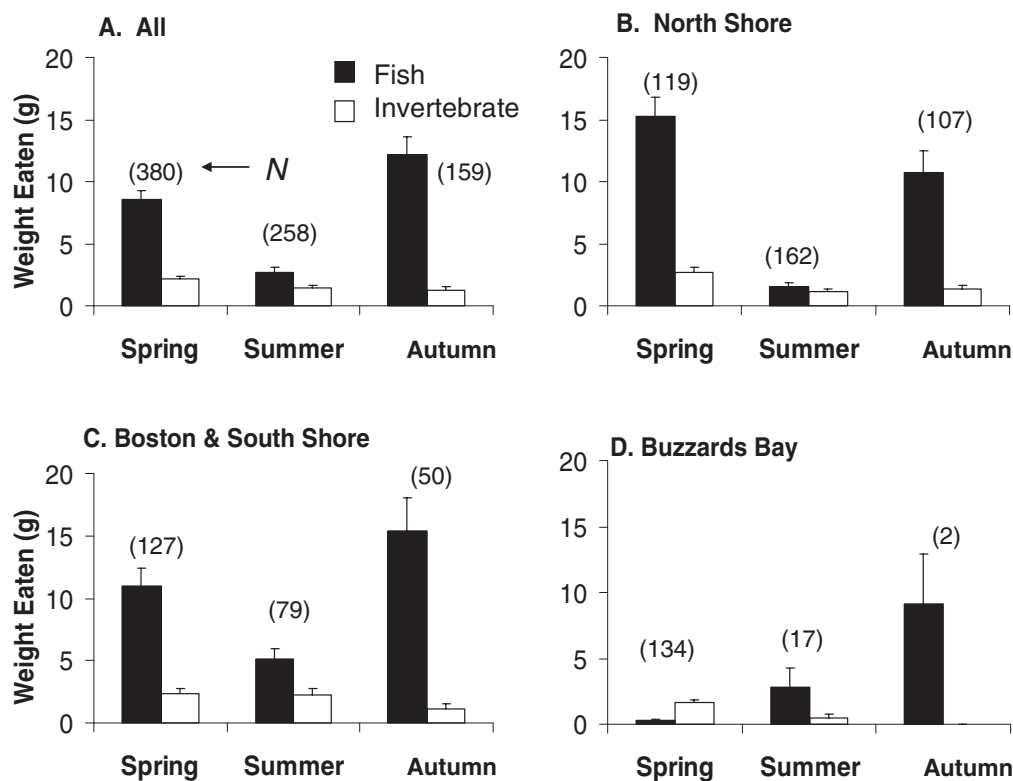 A. All
Weight Eaten (g)
20
15
10
5
0
Fish
Invertebrate
(380)
N
(258)
(159)
Spring
Summer
Autumn
B. North Shore
20
15
10
5
0
(119)
(162)
(107)
Spring
Summer
Autumn
C. Boston & South Shore
Weight Eaten (g)
20
15
10
5
0
(127)
(79)
(50)
Spring
Summer
Autumn
D. Buzzards Bay
20
15
10
5
0
(134)
(17)
(2)
Spring
Summer
Autumn